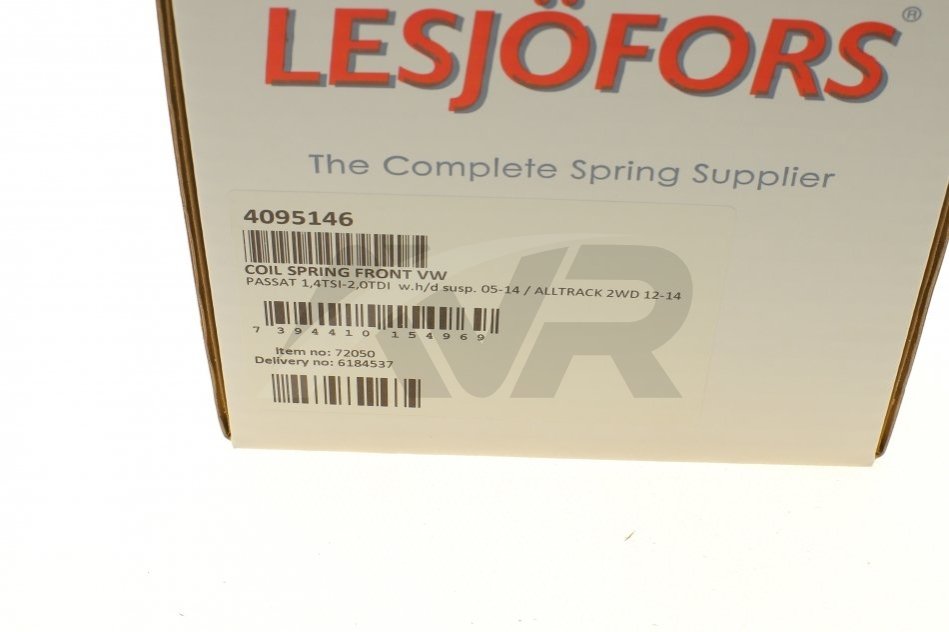 LESJÖFORS®
The Complete Spring Supplier
4095146
COIL SPRING FRONT VW
PASSAT 1,4TSI-2,0TDI w.h/d susp. 05-14 / ALLTRACK 2WD 12-14
7 394410 154969
Item no: 72050
Delivery no: 6184537
AVR